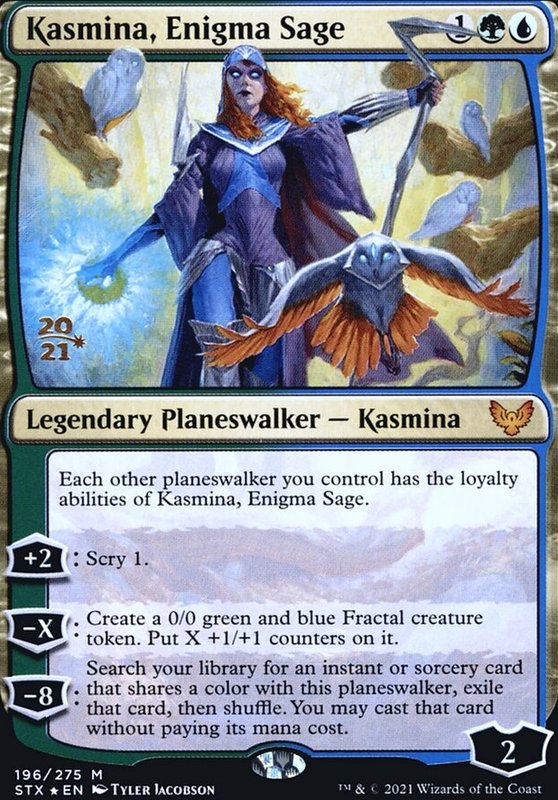 Kasmina, Enigma Sage
1
20
21
Legendary Planeswalker — Kasmina
Each other planeswalker you control has the loyalty
abilities of Kasmina, Enigma Sage.
+2 : Scry 1.
−X : Create a 0/0 green and blue Fractal creature
token. Put X +1/+1 counters on it.
Search your library for an instant or sorcery card
−8 : that shares a color with this planeswalker, exile
that card, then shuffle. You may cast that card
without paying its mana cost.
2
196/275 M
STX ★ EN Tyler Jacobson
™ & © 2021 Wizards of the Coast